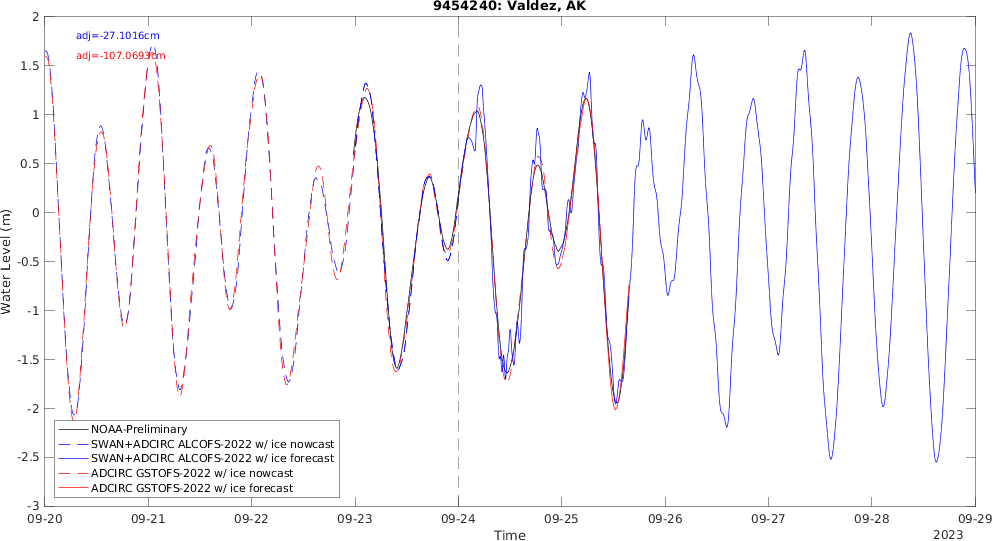 9454240: Valdez, AK
adj=-27.1016cm
adj=-107.0693cm
2
1.5
1
0.5
0
-0.5
-1
-1.5
-2
-2.5
-3
Water Level (m)
NOAA-Preliminary
SWAN+ADCIRC ALCOFS-2022 w/ ice nowcast
SWAN+ADCIRC ALCOFS-2022 w/ ice forecast
ADCIRC GSTOFS-2022 w/ ice nowcast
ADCIRC GSTOFS-2022 w/ ice forecast
09-20 09-21 09-22 09-23 09-24 09-25 09-26 09-27 09-28 09-29
Time
2023